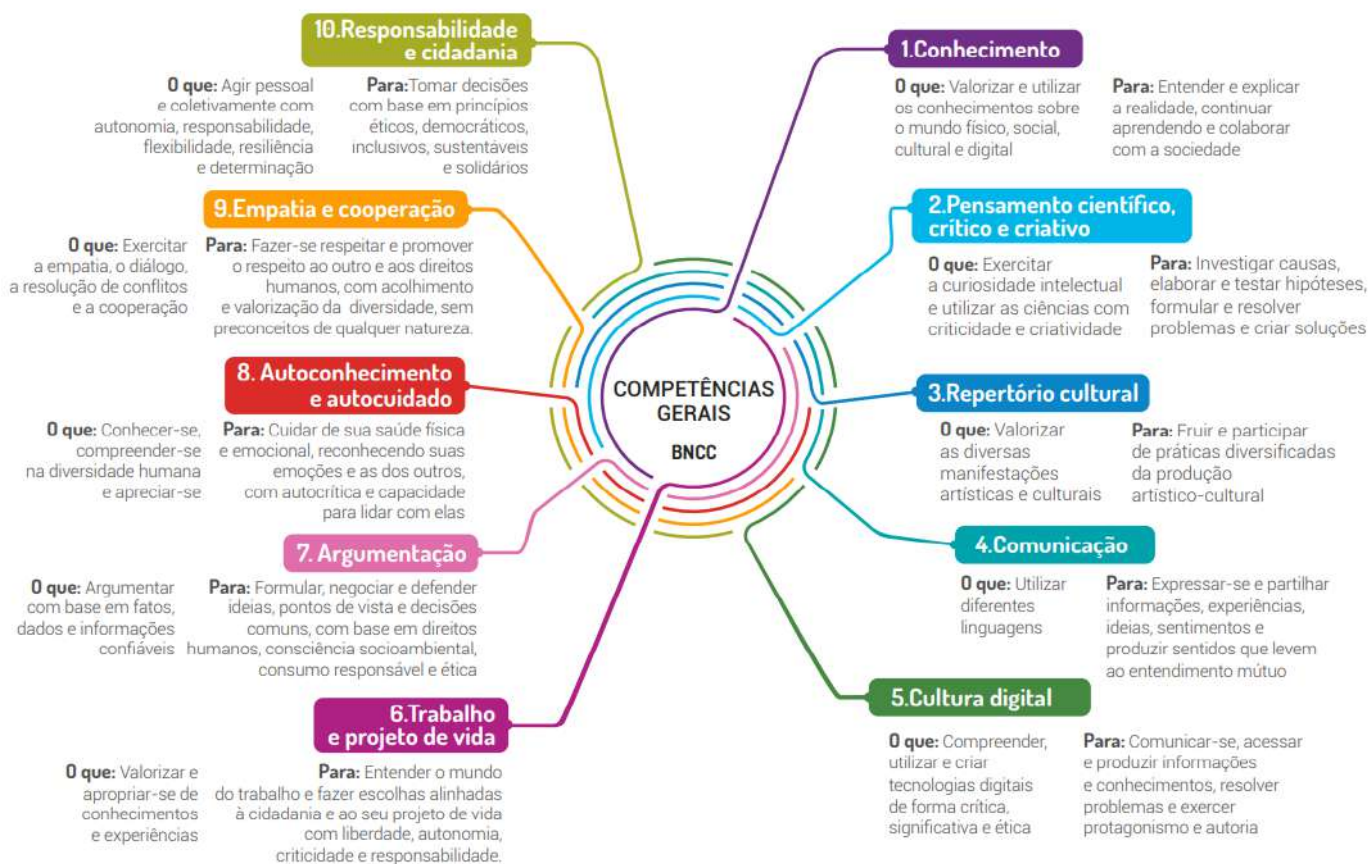 1.Conhecimento
O que: Valorizar e utilizar
os conhecimentos sobre
o mundo físico, social,
cultural e digital
Para: Entender e explicar
a realidade, continuar
aprendendo e colaborar
com a sociedade
2.Pensamento científico,
crítico e criativo
O que: Exercitar
a curiosidade intelectual
e utilizar as ciências com
criticidade e criatividade
Para: Investigar causas,
elaborar e testar hipóteses,
formular e resolver
problemas e criar soluções
3.Repertório cultural
O que: Valorizar
as diversas
manifestações
artísticas e culturais
Para: Fruir e participar
de práticas diversificadas
da produção
artístico-cultural
4.Comunicação
O que: Utilizar
diferentes
linguagens
Para: Expressar-se e partilhar
informações, experiências,
ideias, sentimentos e
produzir sentidos que levem
ao entendimento mútuo
5.Cultura digital
O que: Compreender,
utilizar e criar
tecnologias digitais
de forma crítica,
significativa e ética
Para: Comunicar-se, acessar
e produzir informações
e conhecimentos, resolver
problemas e exercer
protagonismo e autoria
6.Trabalho
e projeto de vida
O que: Valorizar e
apropriar-se de
conhecimentos
e experiências
Para: Entender o mundo
do trabalho e fazer escolhas alinhadas
à cidadania e ao seu projeto de vida
com liberdade, autonomia,
criticidade e responsabilidade.
7. Argumentação
O que: Argumentar
com base em fatos,
dados e informações
confiáveis
Para: Formular, negociar e defender
ideias, pontos de vista e decisões
comuns, com base em direitos
humanos, consciência socioambiental,
consumo responsável e ética
8. Autoconhecimento
e autocuidado
O que: Conhecer-se,
compreender-se
na diversidade humana
e apreciar-se
Para: Cuidar de sua saúde física
e emocional, reconhecendo suas
emoções e as dos outros,
com autocrítica e capacidade
para lidar com elas
9.Empatia e cooperação
O que: Exercitar
a empatia, o diálogo,
a resolução de conflitos
e a cooperação
Para: Fazer-se respeitar e promover
o respeito ao outro e aos direitos
humanos, com acolhimento
e valorização da diversidade, sem
preconceitos de qualquer natureza.
10.Responsabilidade
e cidadania
O que: Agir pessoal
e coletivamente com
autonomia, responsabilidade,
flexibilidade, resiliência
e determinação
Para:Tomar decisões
com base em princípios
éticos, democráticos,
inclusivos, sustentáveis
e solidários
COMPETÊNCIAS
GERAIS
BNCC